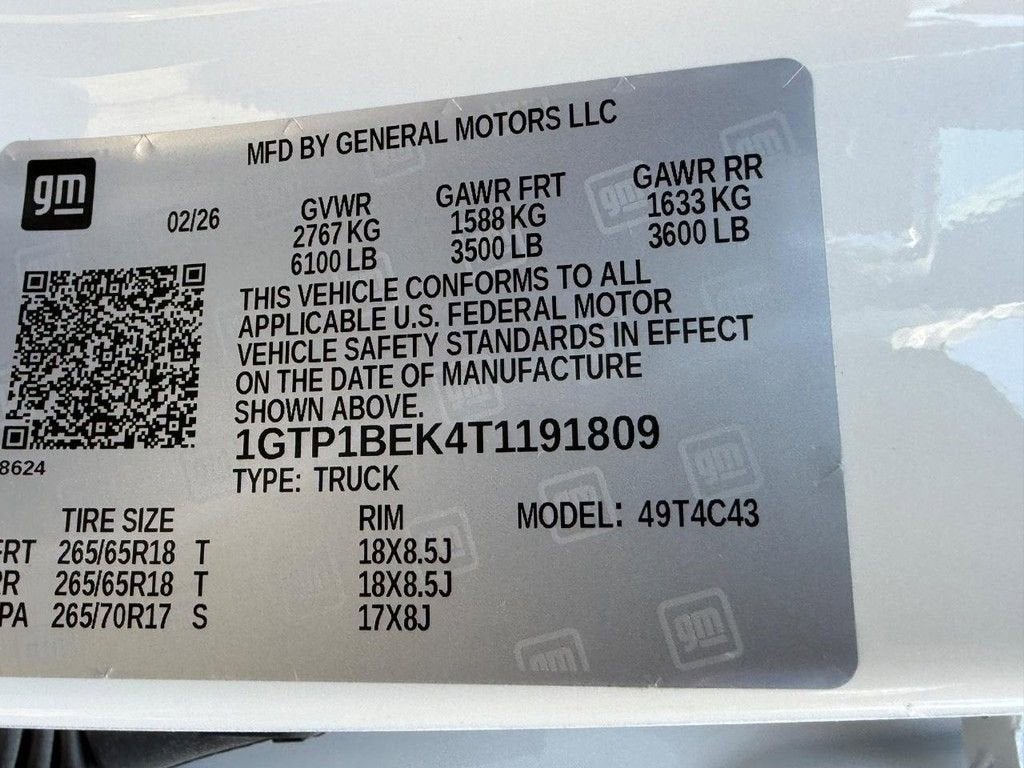 MFD BY GENERAL MOTORS LLC
gm
02/26
GVWR GAWR FRT GAWR RR
2767 KG 1588 KG 1633 KG
6100 LB 3500 LB 3600 LB
THIS VEHICLE CONFORMS TO ALL
APPLICABLE U.S. FEDERAL MOTOR
VEHICLE SAFETY STANDARDS IN EFFECT
ON THE DATE OF MANUFACTURE
SHOWN ABOVE.
1GTP1BEK4T1191809
8624
TYPE: TRUCK
TIRE SIZE RIM MODEL: 49T4C43
FRT 265/65R18 T 18X8.5J
RR 265/65R18 T 18X8.5J
PA 265/70R17 S 17X8J